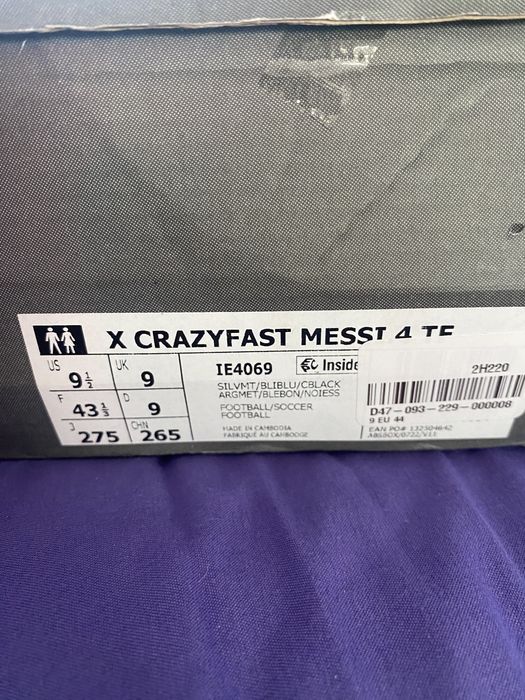 X CRAZYFAST MESSI 4 TF
US 9½ UK 9
F 43⅓ D 9
J 275 CHN 265
IE4069 Inside
SILVMT/BLIBLU/CBLACK
ARGMET/BLEBON/NOIESS
FOOTBALL/SOCCER
FOOTBALL
MADE IN CAMBODIA
FABRIQUÉ AU CAMBODGE
2H220
D47-093-229-000008
9 EU 44
EAN PO#